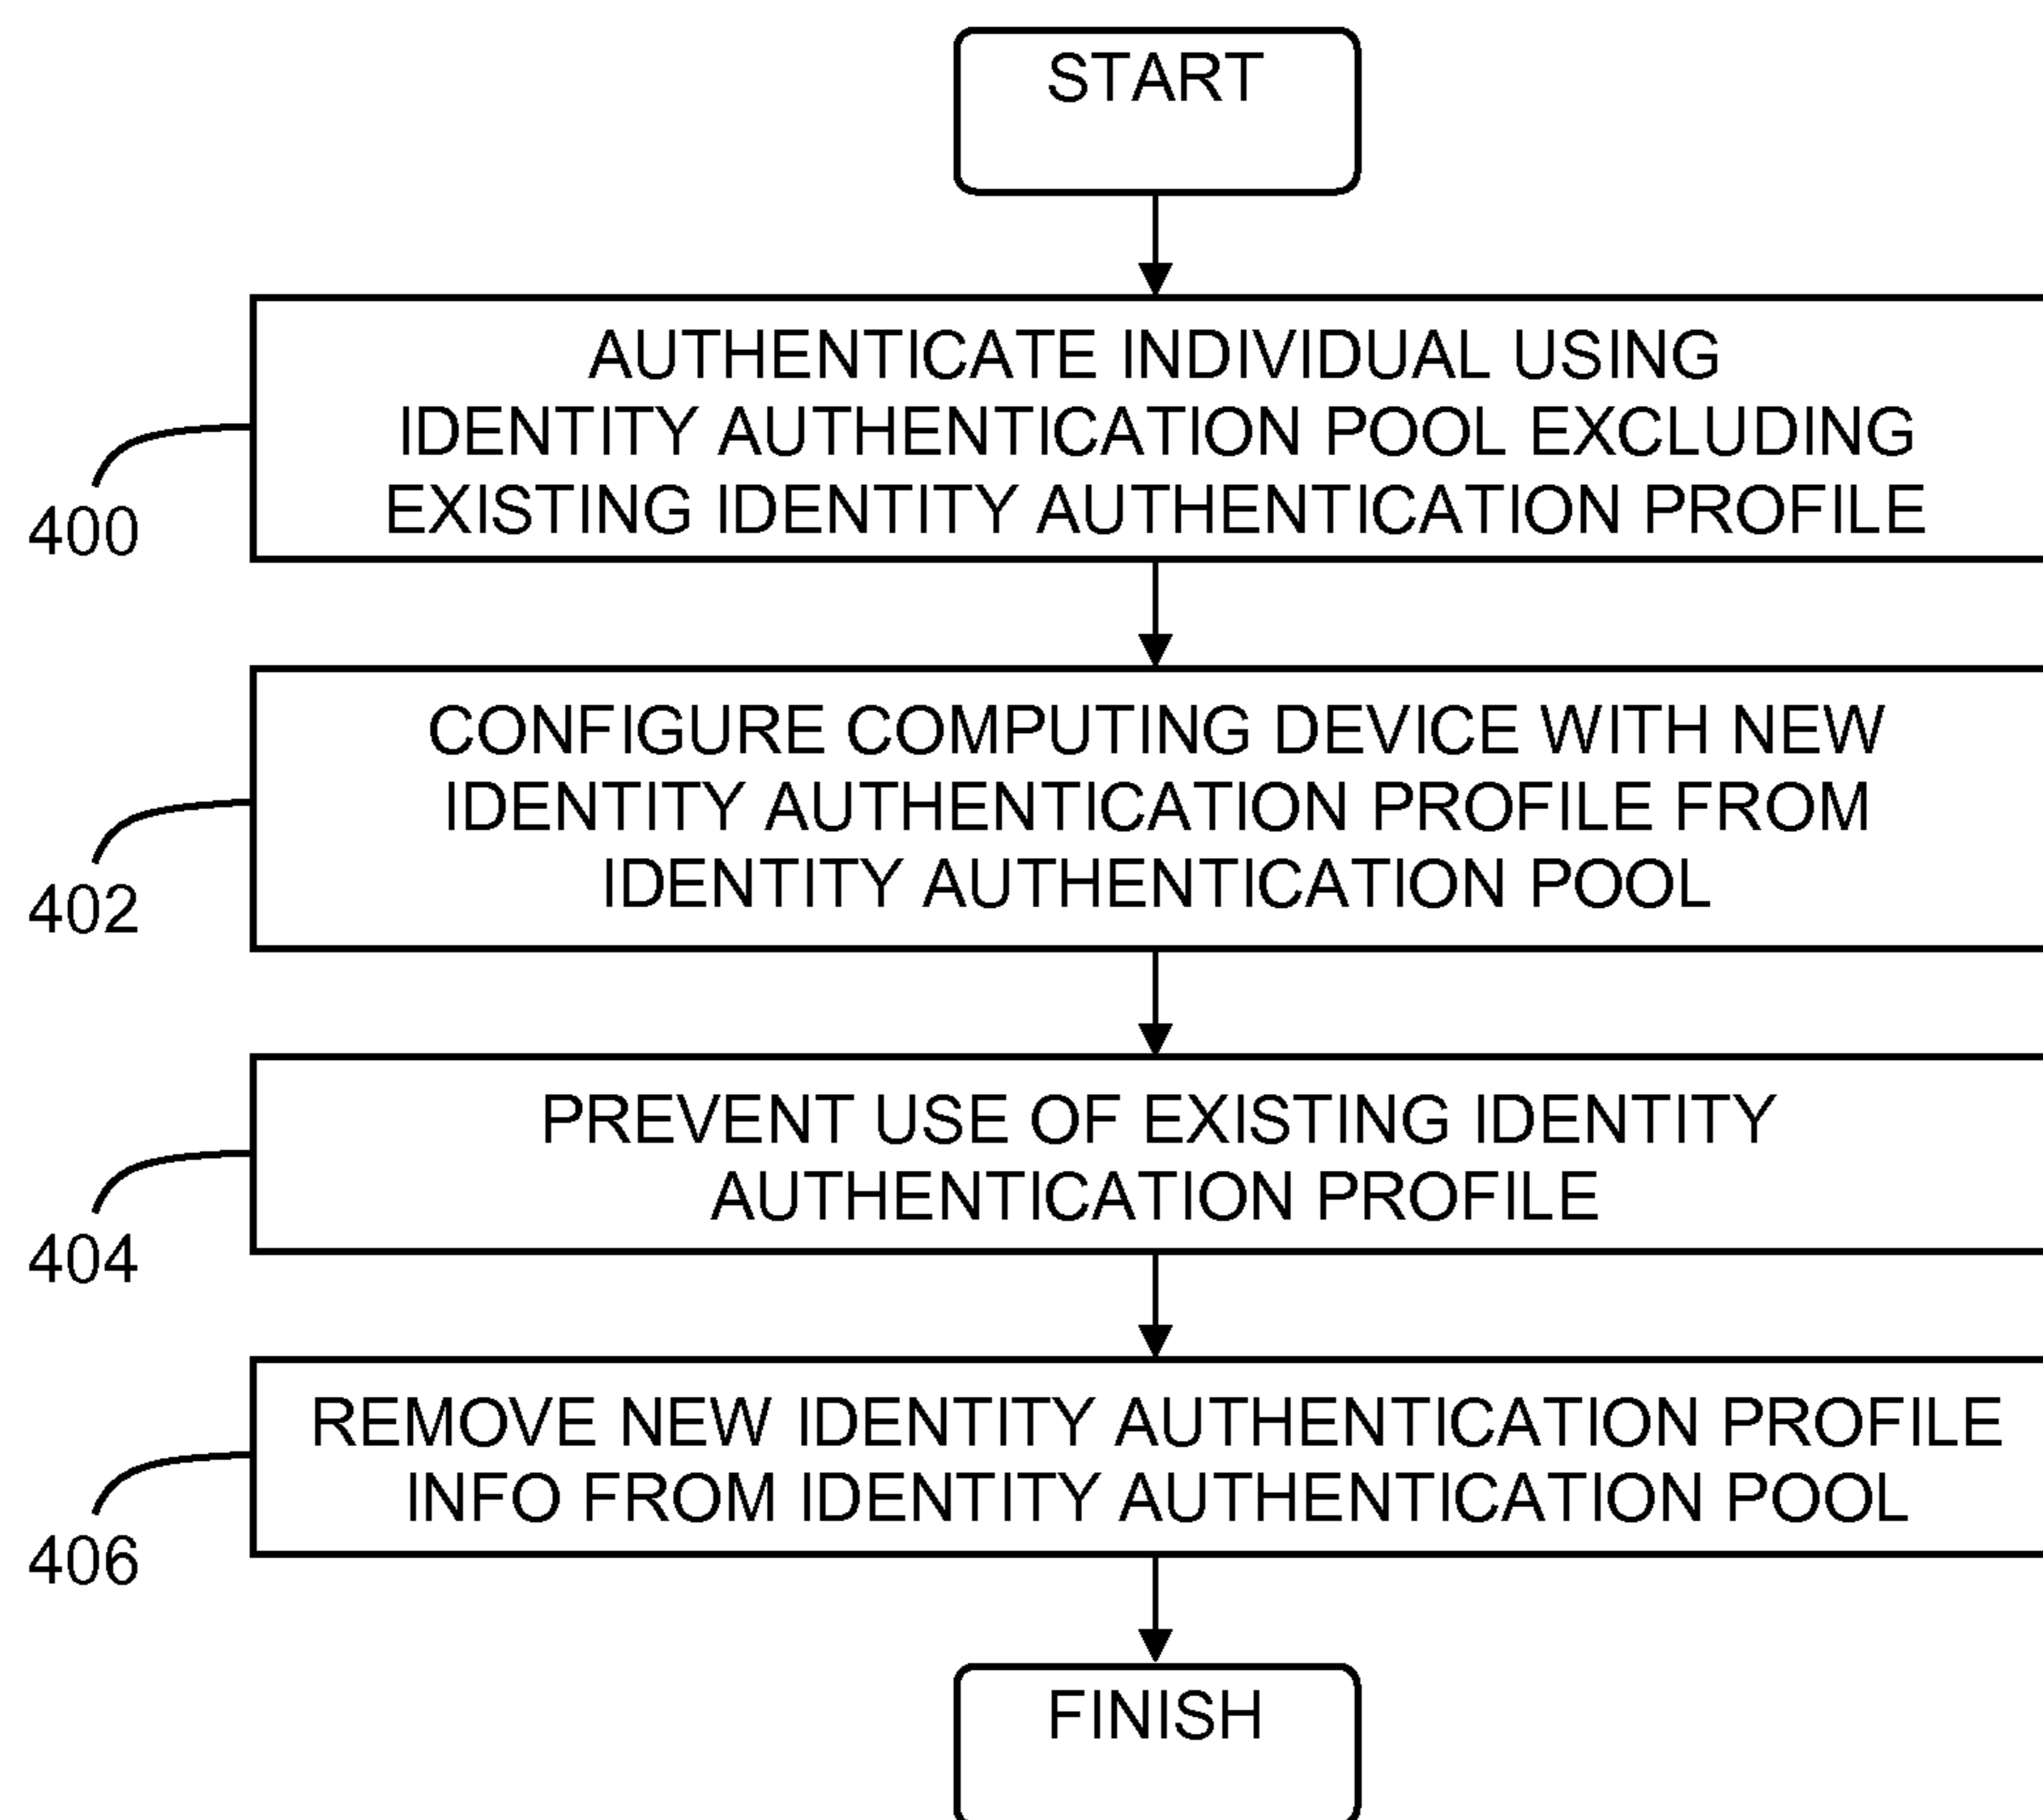 START
AUTHENTICATE INDIVIDUAL USING
IDENTITY AUTHENTICATION POOL EXCLUDING
EXISTING IDENTITY AUTHENTICATION PROFILE
400
CONFIGURE COMPUTING DEVICE WITH NEW
IDENTITY AUTHENTICATION PROFILE FROM
IDENTITY AUTHENTICATION POOL
402
PREVENT USE OF EXISTING IDENTITY
AUTHENTICATION PROFILE
404
REMOVE NEW IDENTITY AUTHENTICATION PROFILE
INFO FROM IDENTITY AUTHENTICATION POOL
406
FINISH